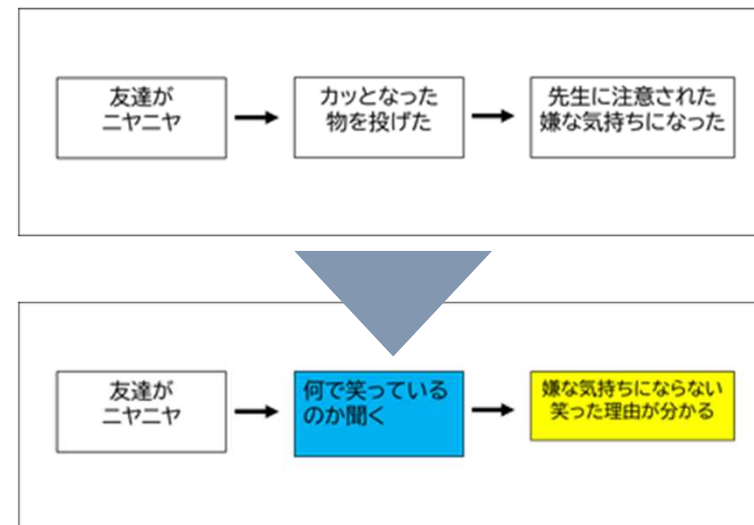 友達が
ニヤニヤ
カッとなった
物を投げた
先生に注意された
嫌な気持ちになった
友達が
ニヤニヤ
何で笑っている
のか聞く
嫌な気持ちにならない
笑った理由が分かる